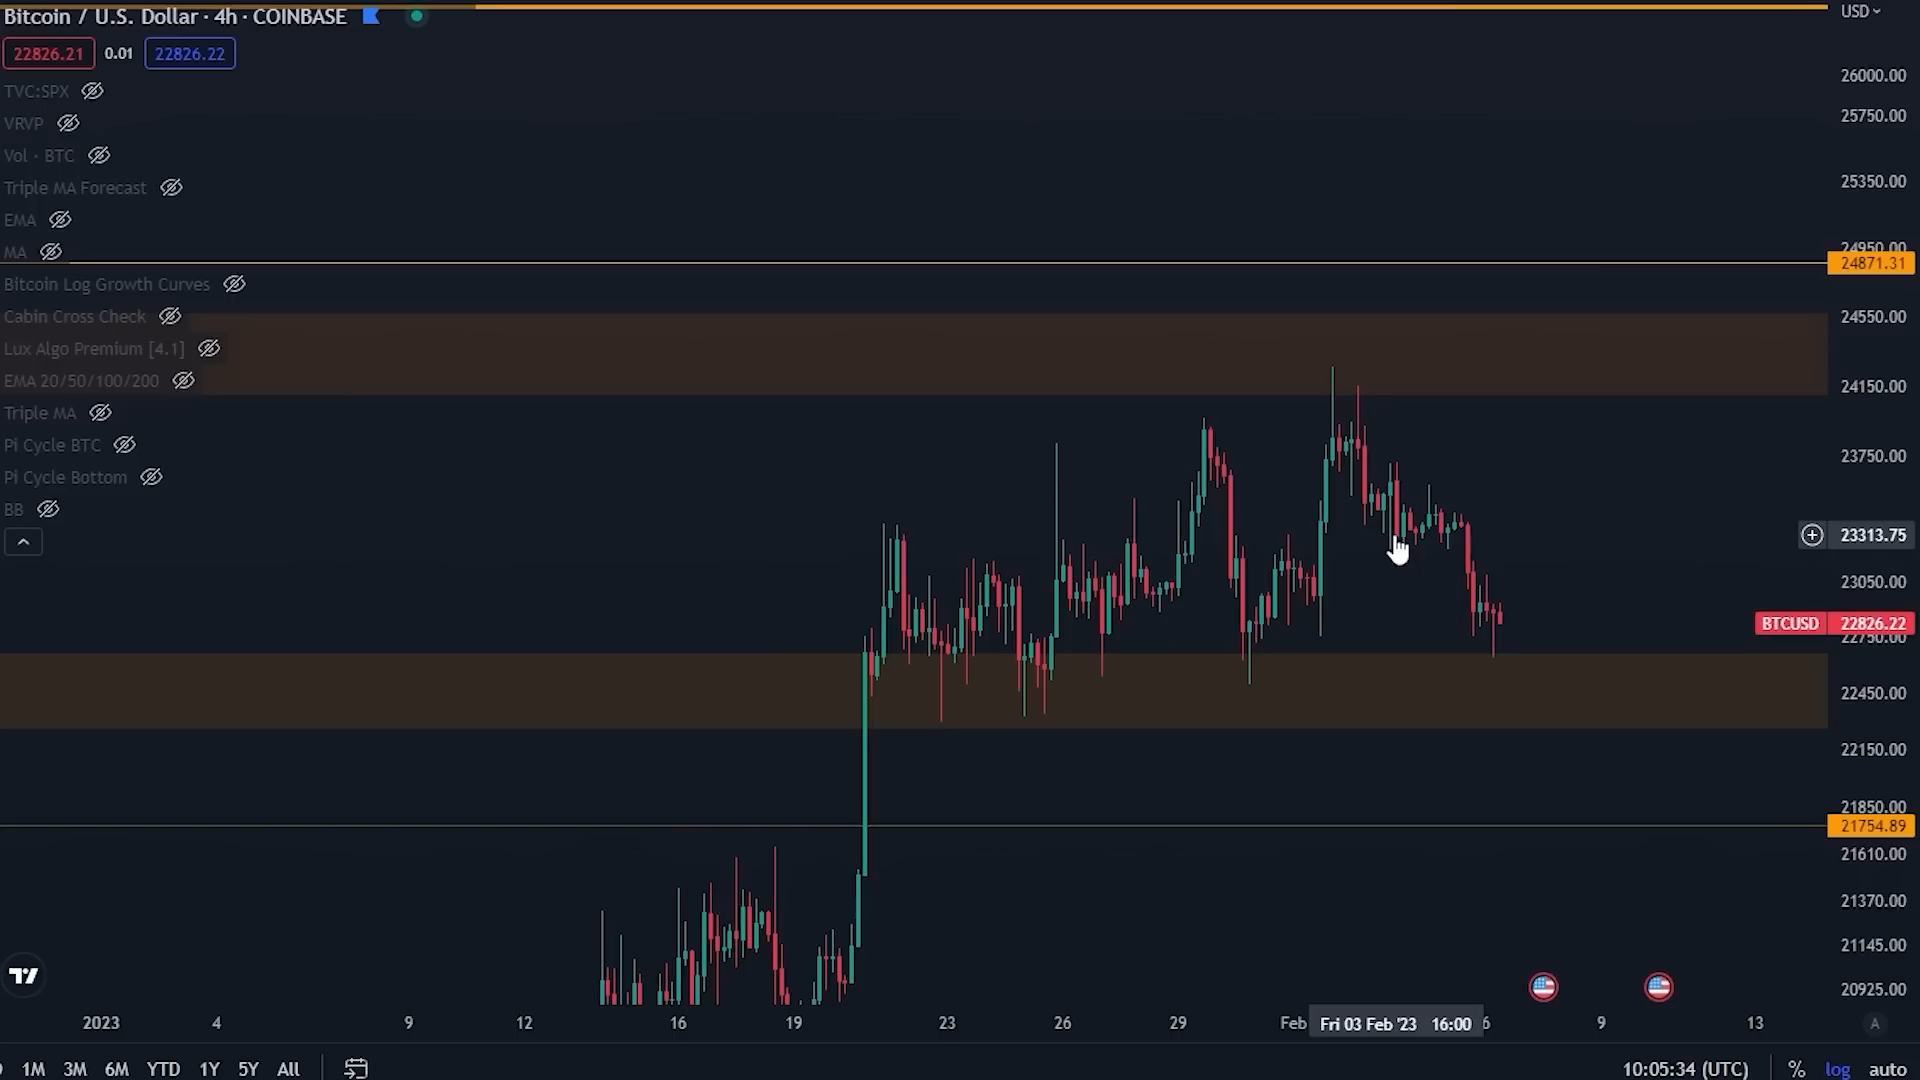 Bitcoin / U.S. Dollar · 4h · COINBASE
USD
22826.21 0.01 22826.22
TVC:SPX
VRVP
Vol · BTC
Triple MA Forecast
EMA
MA
Bitcoin Log Growth Curves
Cabin Cross Check
Lux Algo Premium [4.1]
EMA 20/50/100/200
Triple MA
Pi Cycle BTC
Pi Cycle Bottom
BB
26000.00
25750.00
25350.00
24950.00
24871.31
24550.00
24150.00
23750.00
23313.75
23050.00
BTCUSD 22826.22
22750.00
22450.00
22150.00
21850.00
21754.89
21610.00
21370.00
21145.00
20925.00
2023 4 9 12 16 19 23 26 29 Feb Fri 03 Feb '23 16:00 6 9 13 A
1M 3M 6M YTD 1Y 5Y All 10:05:34 (UTC) % log auto